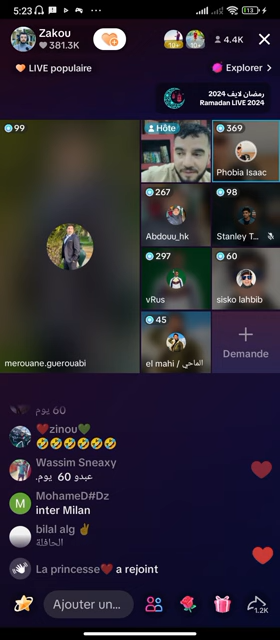 5:23
113
Zakou
381.3K
10+
10+
4.4K
LIVE populaire
Explorer >
رمضان لايف 2024
Ramadan LIVE 2024
99
Hôte
369
Phobia Isaac
267
Abdouu_hk
98
Stanley T...
297
vRus
60
sisko lahbib
45
el mahi / الماحي
+
Demande
merouane.guerouabi
60 يوم
zinou
Wassim Sneaxy
عبدو 60 يوم.
M
MohameD#Dz
inter Milan
bilal alg
الحافلة
La princesse a rejoint
Ajouter un...
1.2K